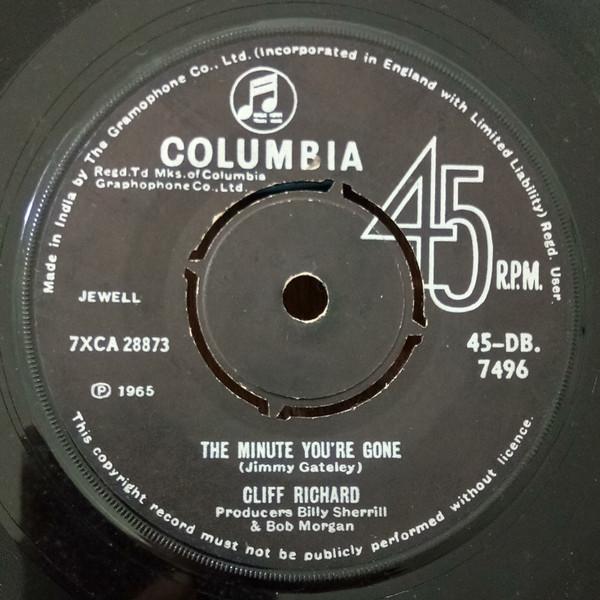 Made in India by The Gramophone Co., Ltd. (Incorporated in England with Limited Liability) Regd. User.
COLUMBIA
Regd.Td Mks.of Columbia
Graphophone Co., Ltd.
45
R.P.M.
JEWELL
7XCA 28873
45-DB.
7496
Ⓟ 1965
THE MINUTE YOU'RE GONE
(Jimmy Gateley)
CLIFF RICHARD
Producers Billy Sherrill
& Bob Morgan
This copyright record must not be publicly performed without licence.